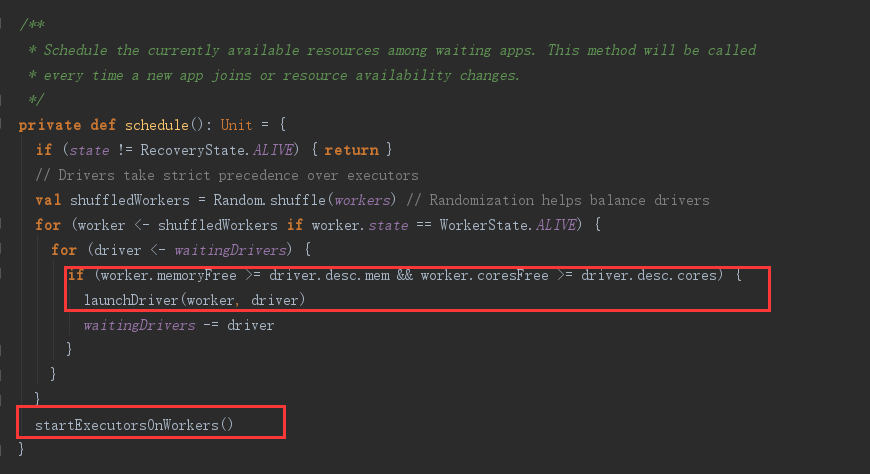 /**
 * Schedule the currently available resources among waiting apps. This method will be called
 * every time a new app joins or resource availability changes.
 */
private def schedule(): Unit = {
  if (state != RecoveryState.ALIVE) { return }
  // Drivers take strict precedence over executors
  val shuffledWorkers = Random.shuffle(workers) // Randomization helps balance drivers
  for (worker <- shuffledWorkers if worker.state == WorkerState.ALIVE) {
    for (driver <- waitingDrivers) {
      if (worker.memoryFree >= driver.desc.mem && worker.coresFree >= driver.desc.cores) {
        launchDriver(worker, driver)
        waitingDrivers -= driver
      }
    }
  }
  startExecutorsOnWorkers()
}